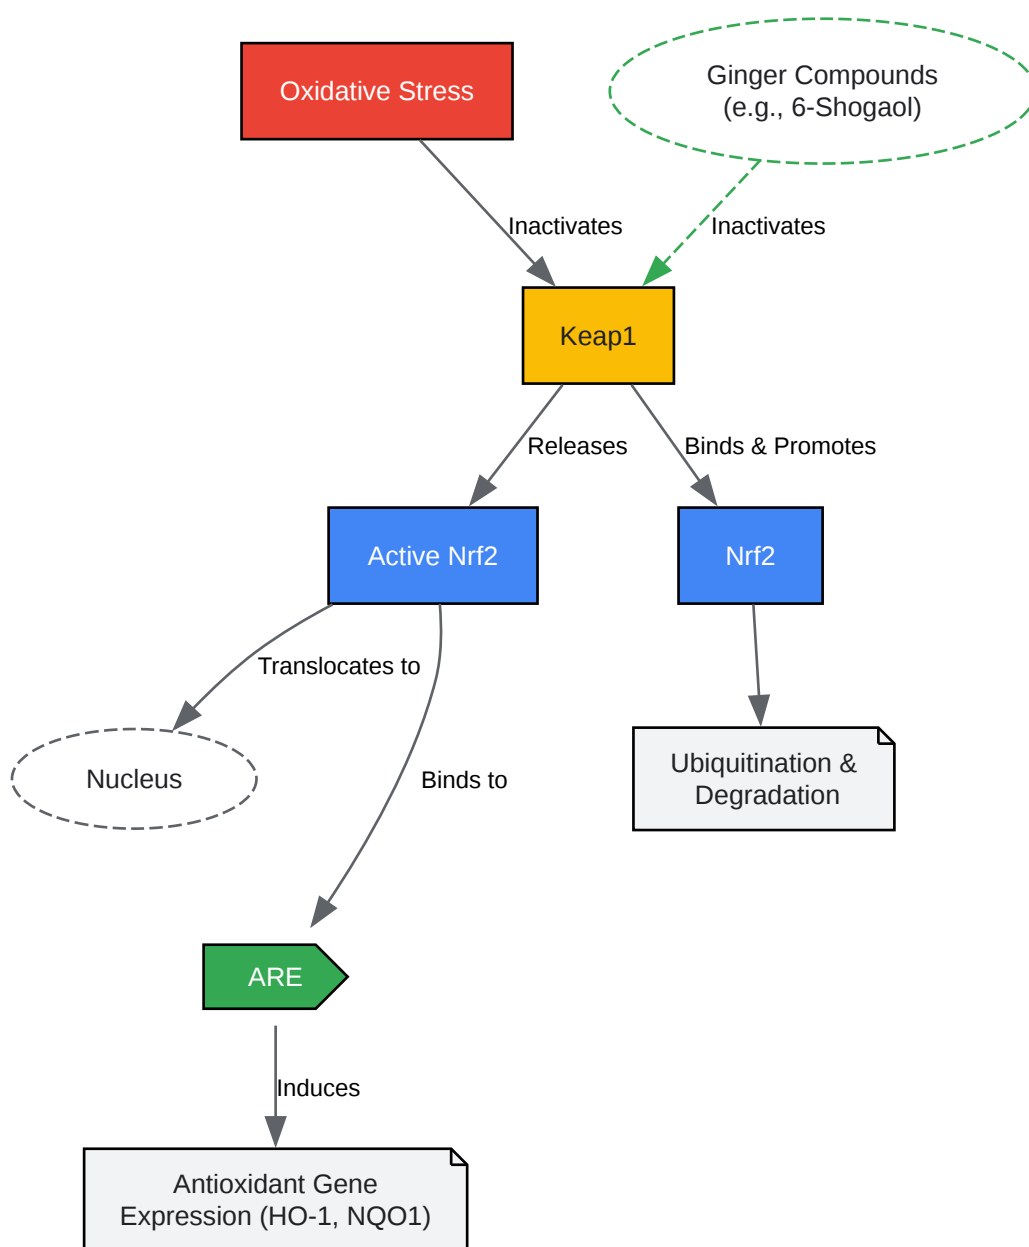 Oxidative Stress
Ginger Compounds
(e.g., 6-Shogaol)
Inactivates
Inactivates
Keap1
Releases
Binds & Promotes
Active Nrf2
Nrf2
Translocates to
Nucleus
Binds to
Ubiquitination &
Degradation
ARE
Induces
Antioxidant Gene
Expression (HO-1, NQO1)